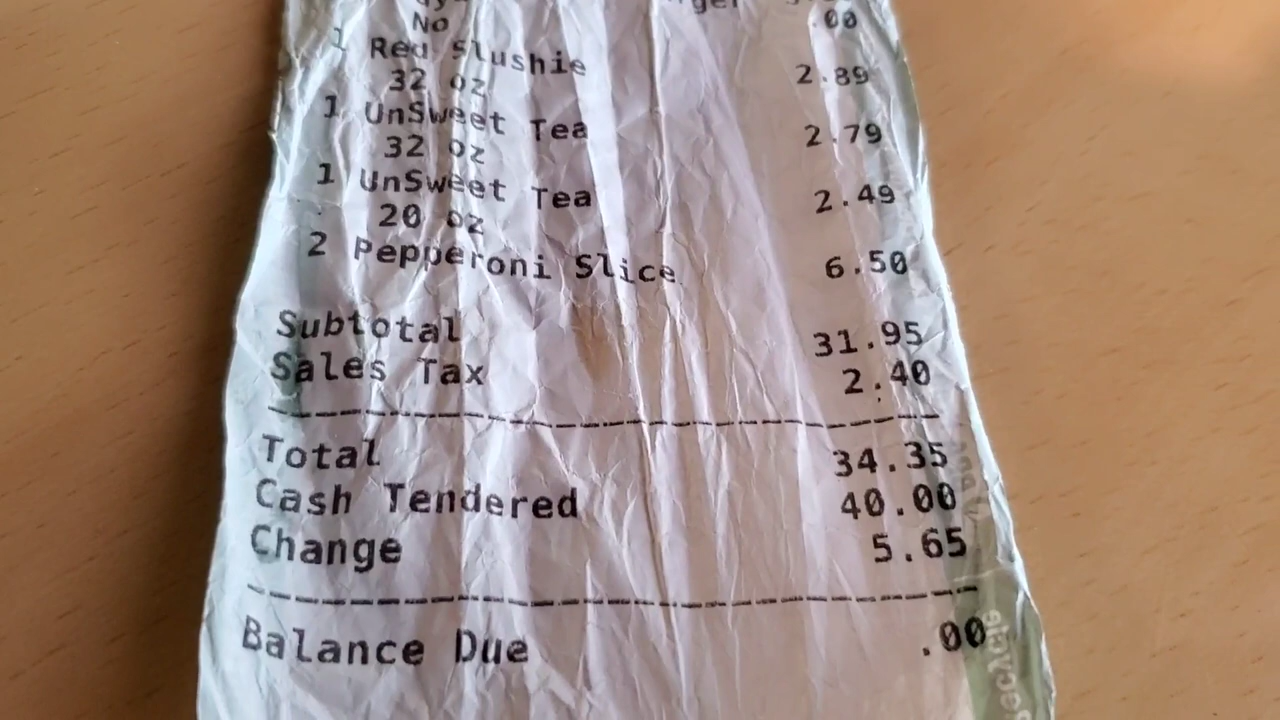 No .00
1 Red Slushie 2.89
32 oz
1 UnSweet Tea 2.79
32 oz
1 UnSweet Tea 2.49
20 oz
2 Pepperoni Slice 6.50
Subtotal 31.95
Sales Tax 2.40
Total 34.35
Cash Tendered 40.00
Change 5.65
Balance Due .00